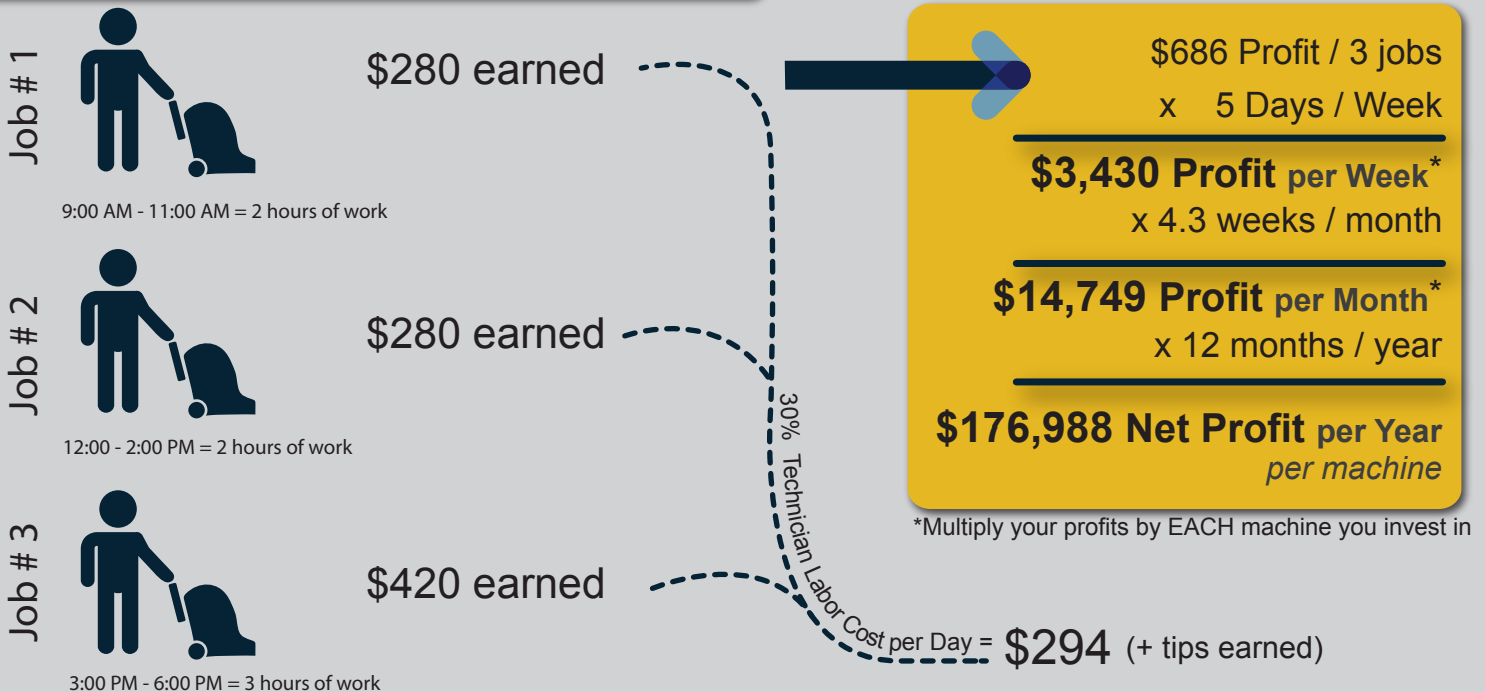 Job # 1
$280 earned
9:00 AM - 11:00 AM = 2 hours of work
Job # 2
$280 earned
12:00 - 2:00 PM = 2 hours of work
Job # 3
$420 earned
3:00 PM - 6:00 PM = 3 hours of work
30% Technician Labor Cost per Day = $294 (+ tips earned)
$686 Profit / 3 jobs
x 5 Days / Week
$3,430 Profit per Week*
x 4.3 weeks / month
$14,749 Profit per Month*
x 12 months / year
$176,988 Net Profit per Year
per machine
*Multiply your profits by EACH machine you invest in